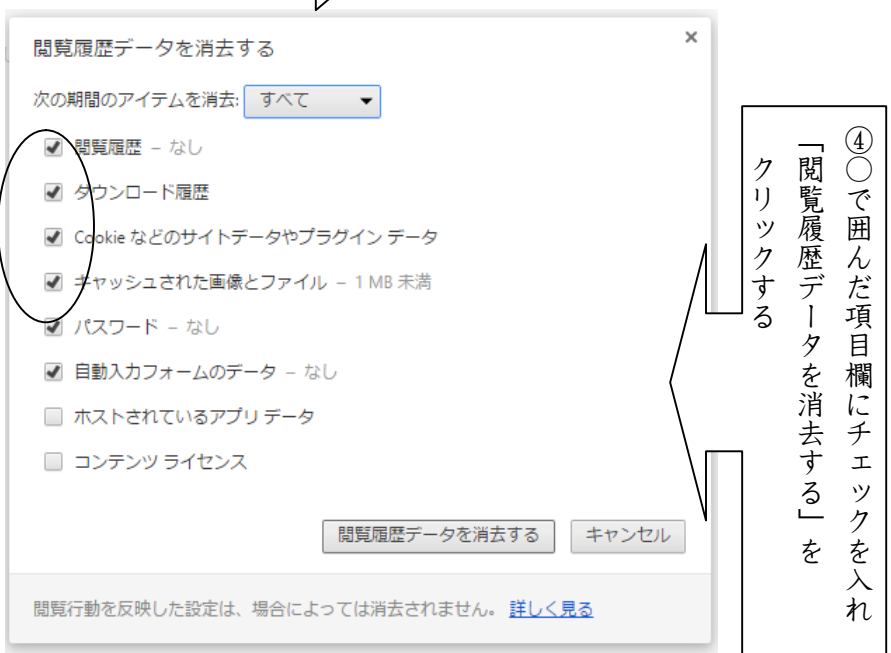 閲覧履歴データを消去する
×
次の期間のアイテムを消去: すべて
閲覧履歴 – なし
ダウンロード履歴
Cookie などのサイトデータやプラグイン データ
キャッシュされた画像とファイル – 1 MB 未満
パスワード – なし
自動入力フォームのデータ – なし
ホストされているアプリ データ
コンテンツ ライセンス
閲覧履歴データを消去する キャンセル
閲覧行動を反映した設定は、場合によっては消去されません。 詳しく見る
④○で囲んだ項目欄にチェックを入れ
「閲覧履歴データを消去する」を
クリックする